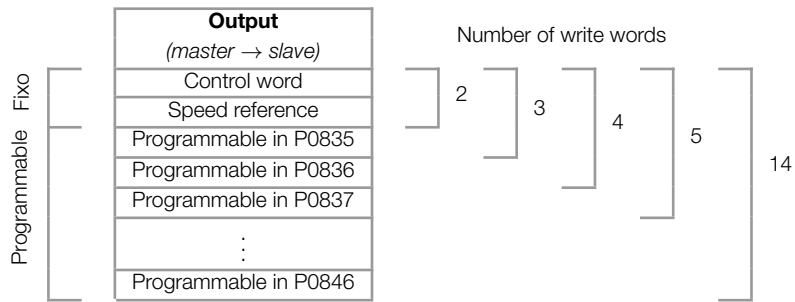 Output
(master → slave)
Number of write words
Fixo
Control word
Speed reference
2
3
4
5
14
Programmable
Programmable in P0835
Programmable in P0836
Programmable in P0837
⋮
Programmable in P0846